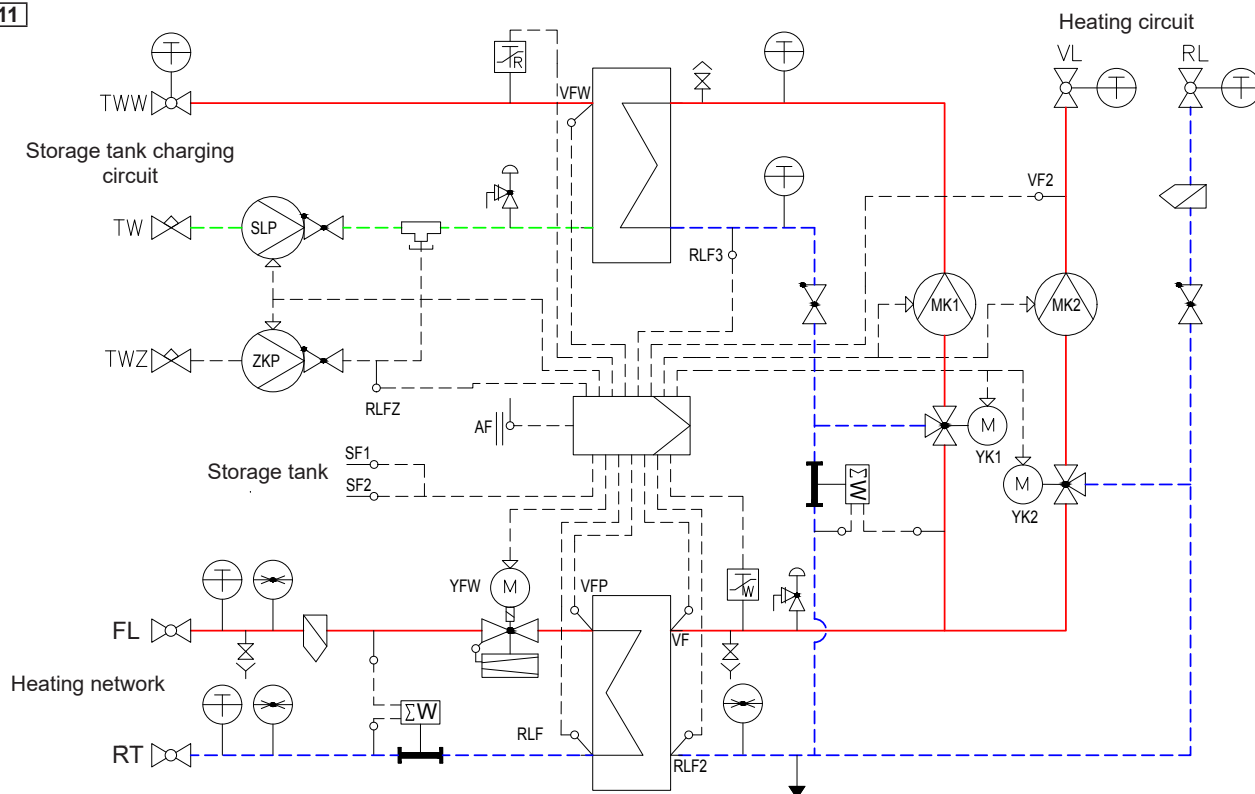 11
Heating circuit
T
T
T
R
VL
T
RL
T
TWW
VFW
Storage tank charging
circuit
T
VF2
TW
SLP
RLF3
MK1
MK2
TWZ
ZKP
RLFZ
AF
M
YK1
SF1
Storage tank
SF2
ΣW
M
YK2
T
YFW
M
VFP
T
W
FL
VF
Heating network
T
ΣW
RT
RLF
RLF2